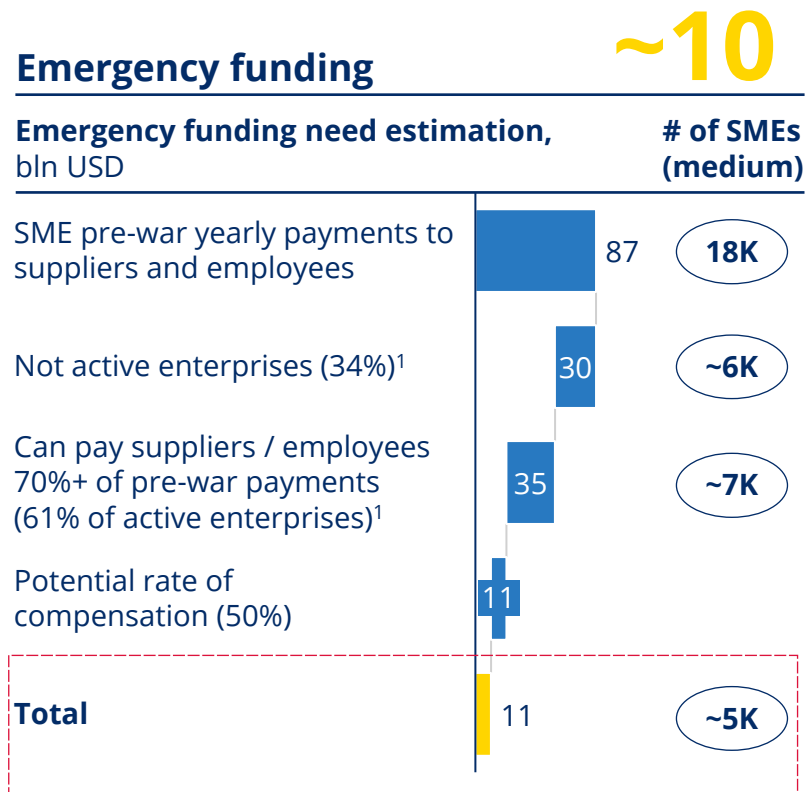 Emergency funding ~10
Emergency funding need estimation, # of SMEs
bln USD (medium)
SME pre-war yearly payments to
suppliers and employees 87 18K
Not active enterprises (34%)¹ 30 ~6K
Can pay suppliers / employees
70%+ of pre-war payments 35 ~7K
(61% of active enterprises)¹
Potential rate of
compensation (50%) 11
Total 11 ~5K